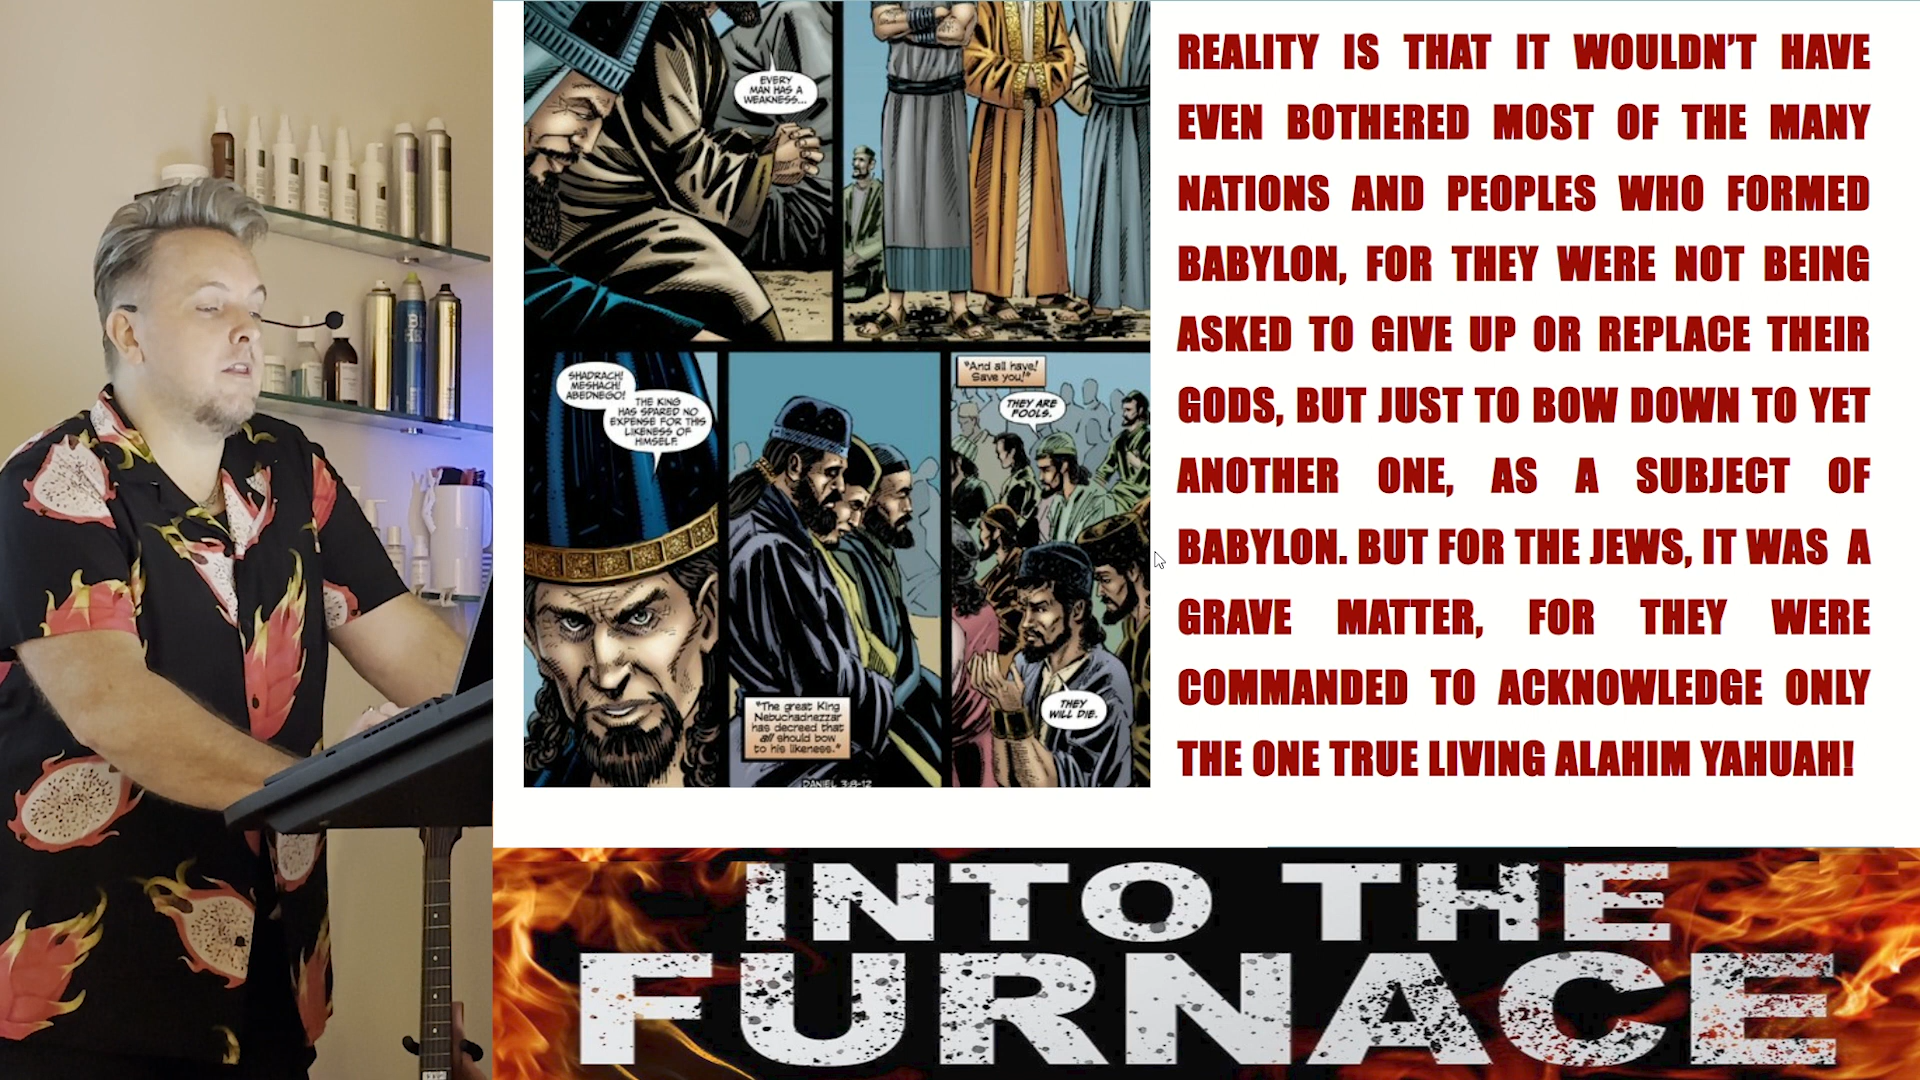 EVERY
MAN HAS A
WEAKNESS...
SHADRACH!
MESHACH!
ABEDNEGO!
THE KING
HAS SPARED NO
EXPENSE FOR THIS
LIKENESS OF
HIMSELF.
"The great King
Nebuchadnezzar
has decreed that
all should bow
to his likeness."
DANIEL 3:8-12
"And all have!
Save you!"
THEY ARE
FOOLS.
THEY
WILL DIE.
REALITY IS THAT IT WOULDN'T HAVE
EVEN BOTHERED MOST OF THE MANY
NATIONS AND PEOPLES WHO FORMED
BABYLON, FOR THEY WERE NOT BEING
ASKED TO GIVE UP OR REPLACE THEIR
GODS, BUT JUST TO BOW DOWN TO YET
ANOTHER ONE, AS A SUBJECT OF
BABYLON. BUT FOR THE JEWS, IT WAS A
GRAVE MATTER, FOR THEY WERE
COMMANDED TO ACKNOWLEDGE ONLY
THE ONE TRUE LIVING ALAHIM YAHUAH!
INTO THE
FURNACE